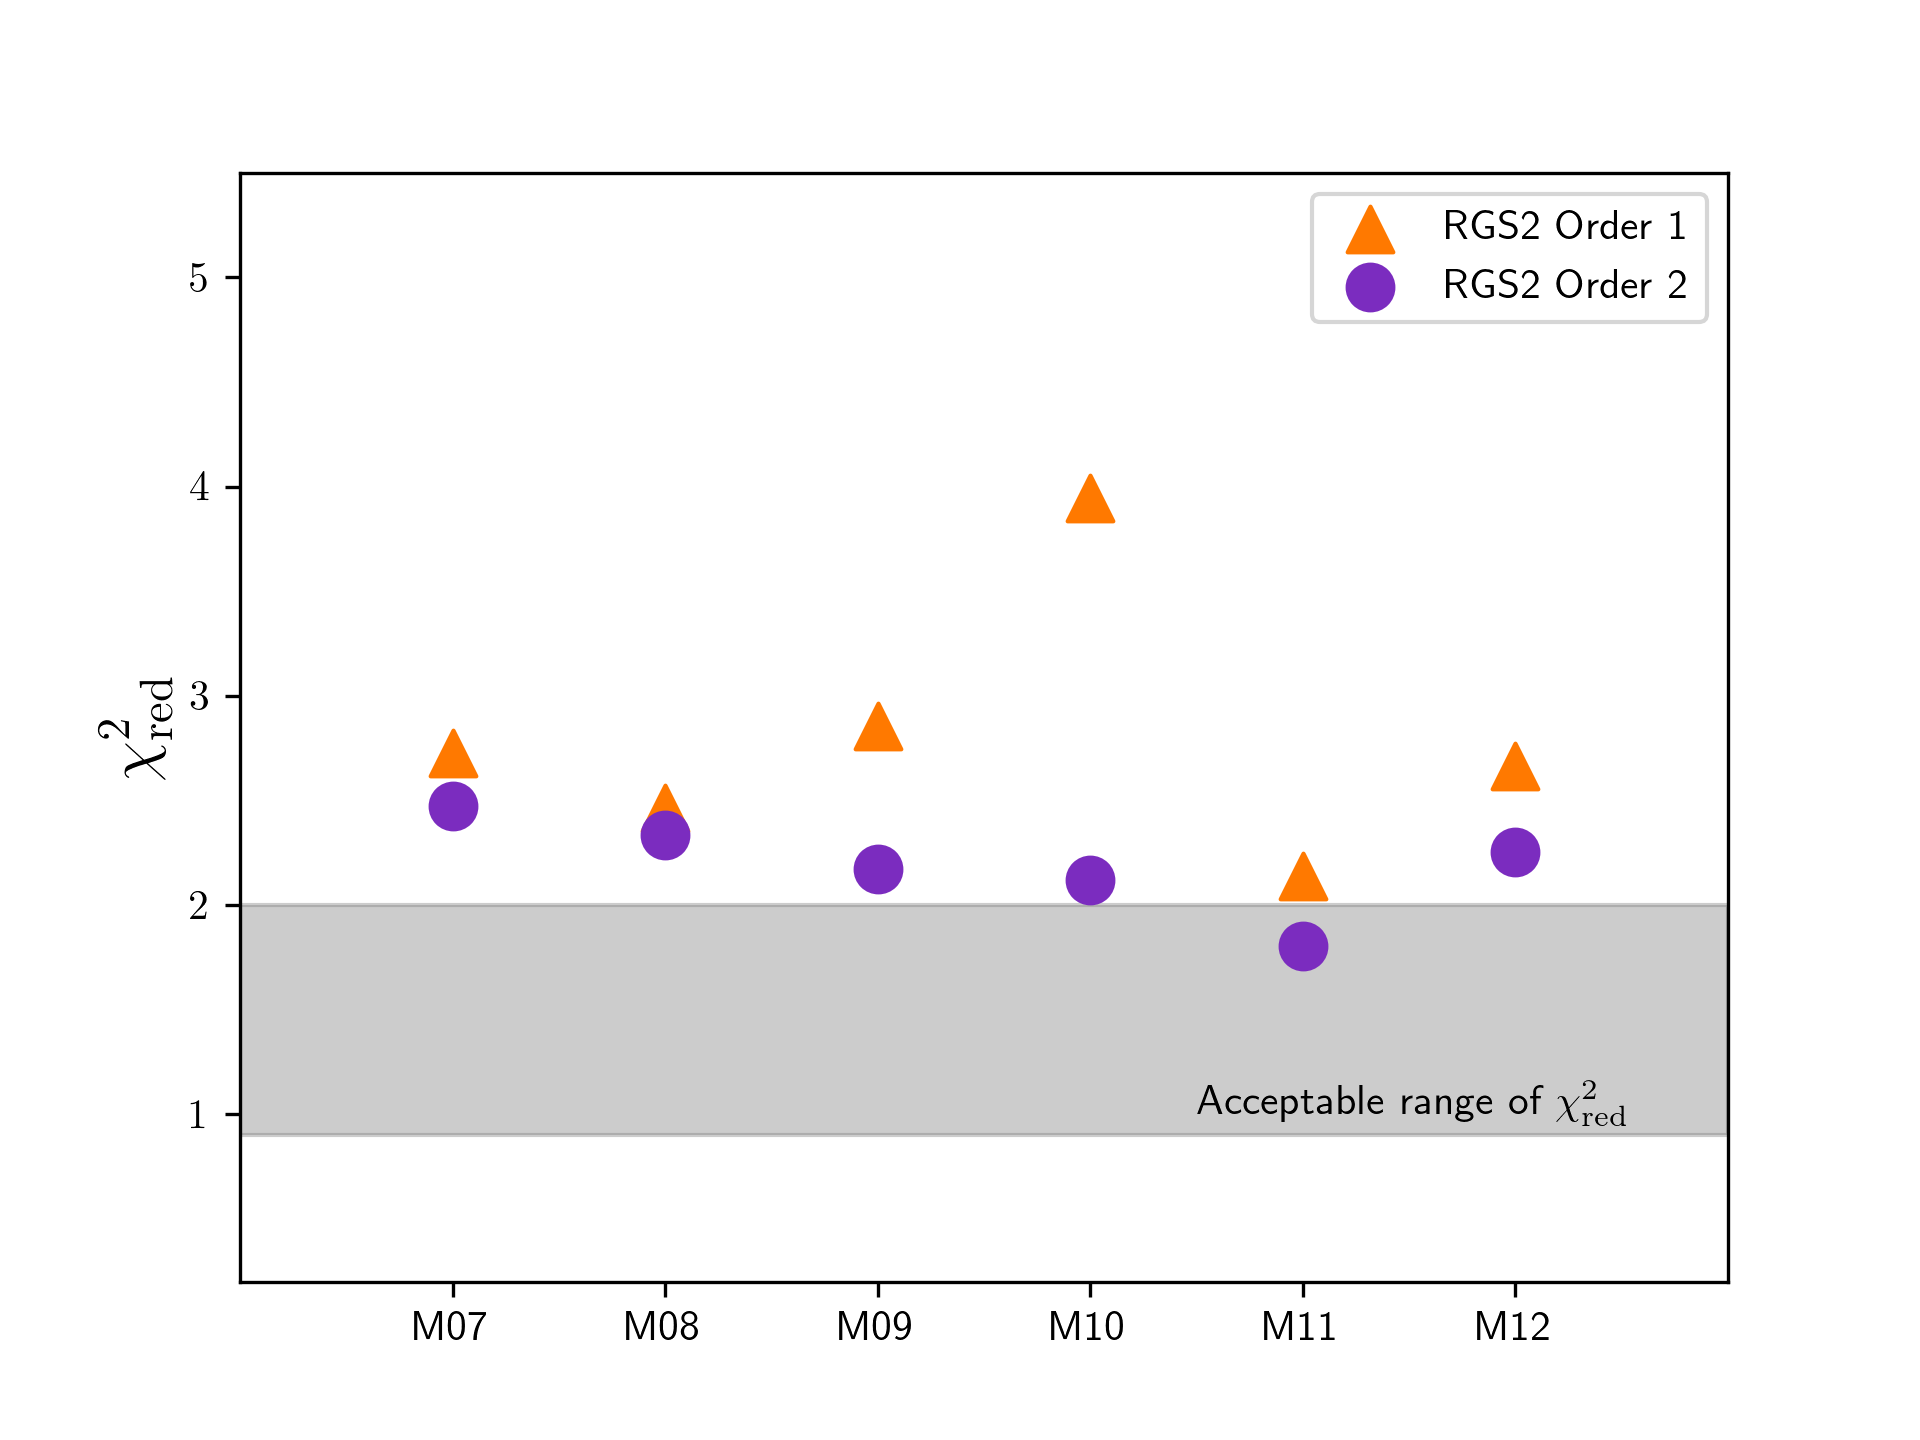 RGS2 Order 1
RGS2 Order 2
5
4
3
2
1
χ²red
Acceptable range of χ²red
M07 M08 M09 M10 M11 M12